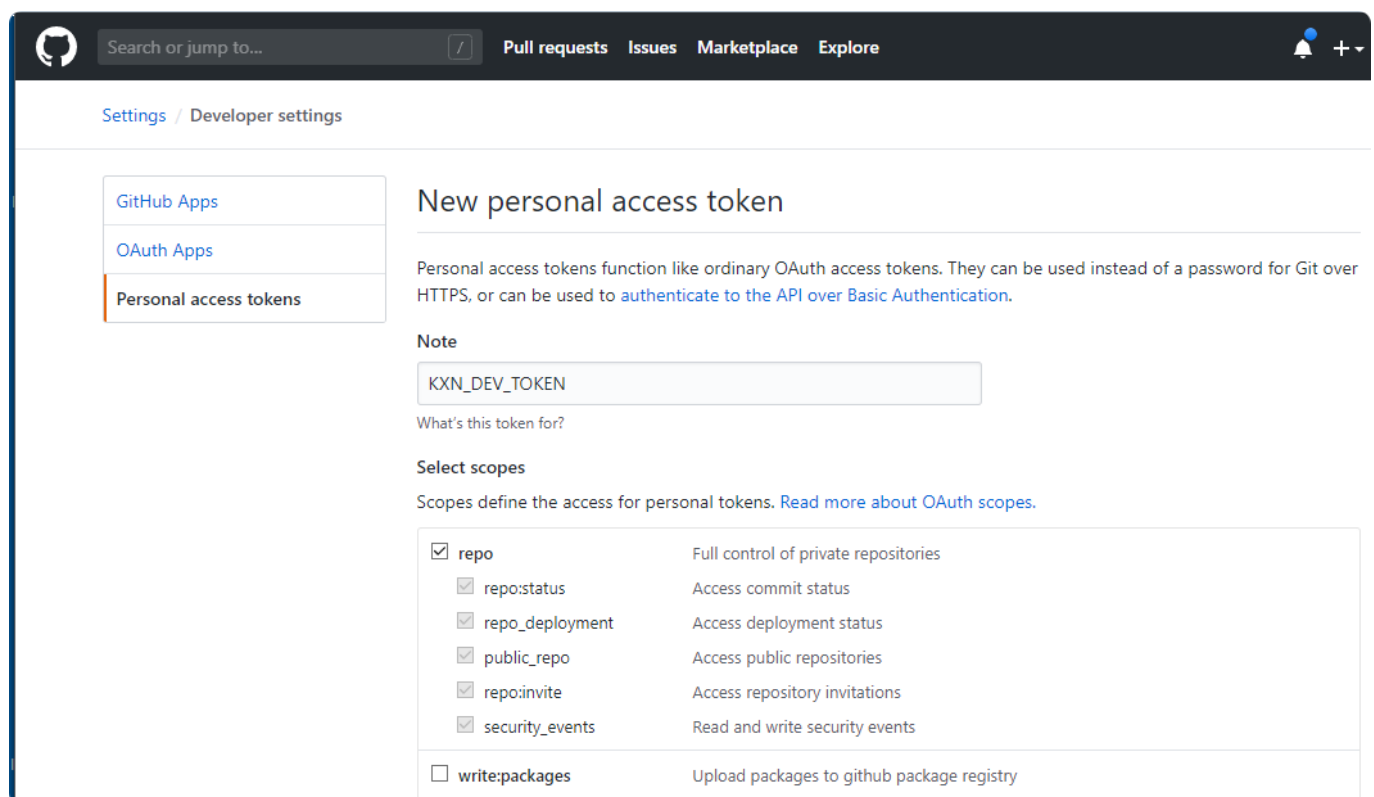 Search or jump to... /
Pull requests Issues Marketplace Explore
Settings / Developer settings
GitHub Apps
OAuth Apps
Personal access tokens
New personal access token
Personal access tokens function like ordinary OAuth access tokens. They can be used instead of a password for Git over
HTTPS, or can be used to authenticate to the API over Basic Authentication.
Note
KXN_DEV_TOKEN
What's this token for?
Select scopes
Scopes define the access for personal tokens. Read more about OAuth scopes.
repo Full control of private repositories
repo:status Access commit status
repo_deployment Access deployment status
public_repo Access public repositories
repo:invite Access repository invitations
security_events Read and write security events
write:packages Upload packages to github package registry